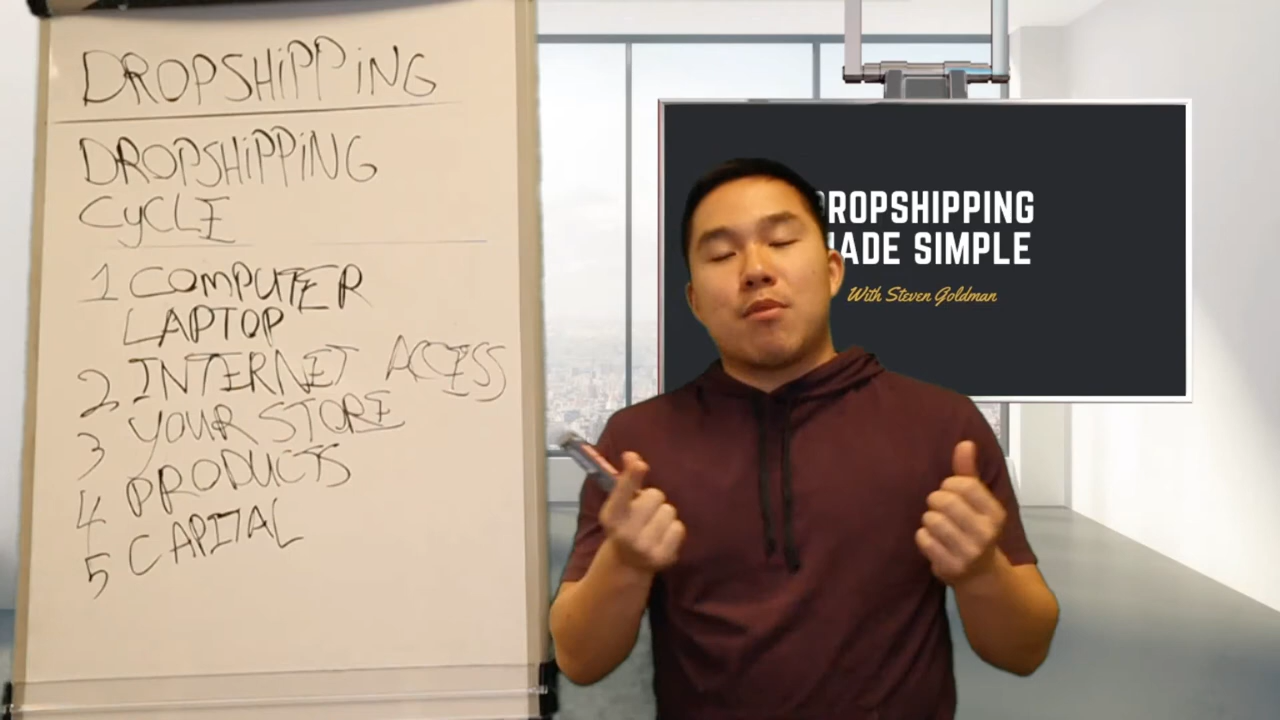 DROPSHiPPiNG
DROPSHiPPiNG
CyCLE
1 COMPUTER
LAPTOP
2 INTERNET ACCESS
3 YOUR STORE
4 PRODUCTS
5 CAPITAL
ROPSHIPPING
ADE SIMPLE
With Steven Goldman